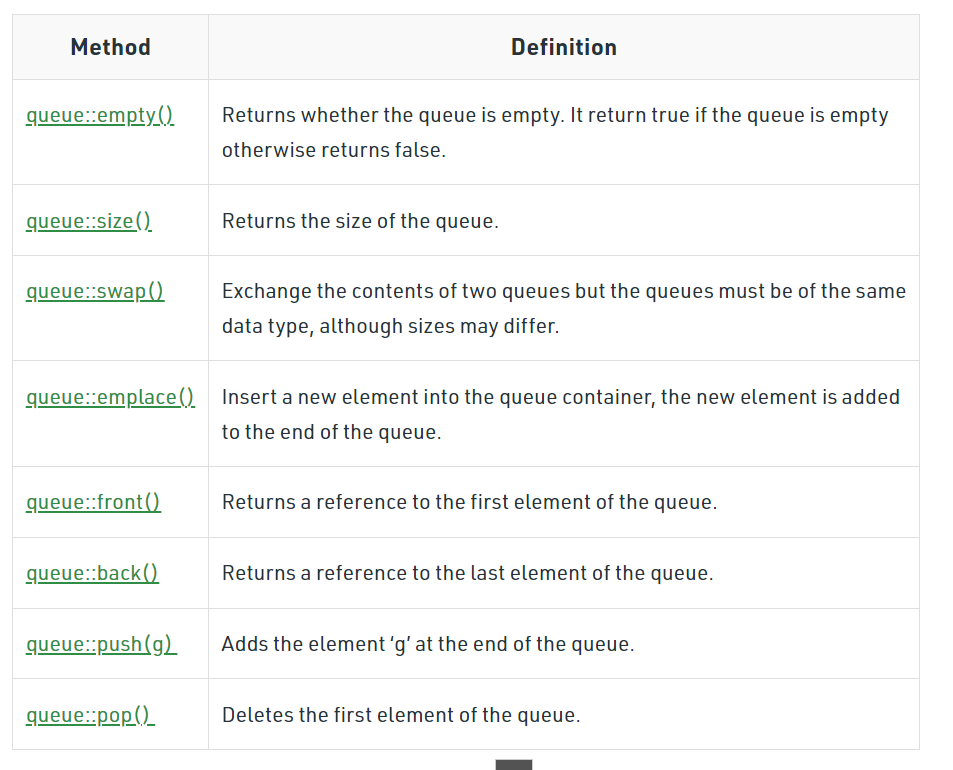 Method Definition
queue::empty() Returns whether the queue is empty. It return true if the queue is empty
otherwise returns false.
queue::size() Returns the size of the queue.
queue::swap() Exchange the contents of two queues but the queues must be of the same
data type, although sizes may differ.
queue::emplace() Insert a new element into the queue container, the new element is added
to the end of the queue.
queue::front() Returns a reference to the first element of the queue.
queue::back() Returns a reference to the last element of the queue.
queue::push(g) Adds the element ‘g’ at the end of the queue.
queue::pop() Deletes the first element of the queue.